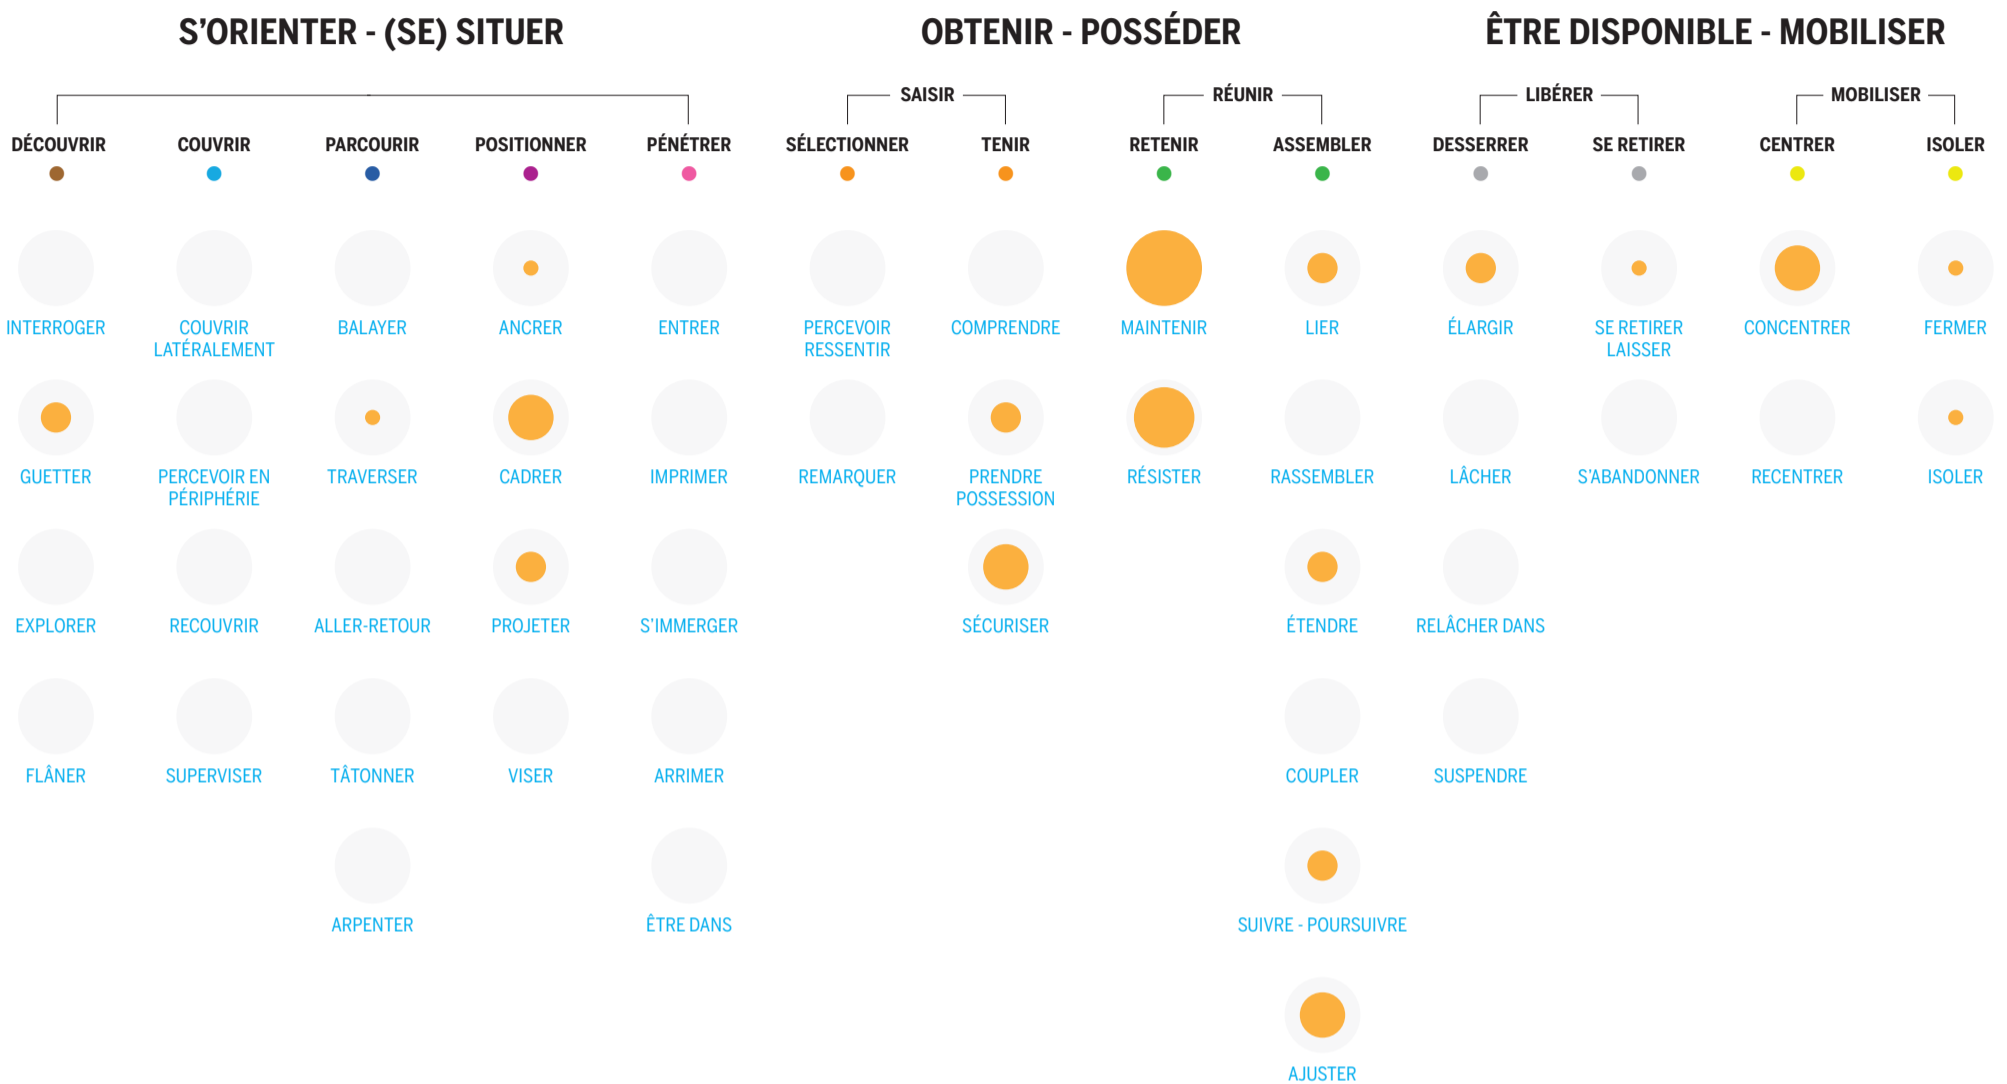 S’ORIENTER - (SE) SITUER
OBTENIR - POSSÉDER
ÊTRE DISPONIBLE - MOBILISER
SAISIR
RÉUNIR
LIBÉRER
MOBILISER
DÉCOUVRIR
COUVRIR
PARCOURIR
POSITIONNER
PÉNÉTRER
SÉLECTIONNER
TENIR
RETENIR
ASSEMBLER
DESSERRER
SE RETIRER
CENTRER
ISOLER
INTERROGER
COUVRIR
LATÉRALEMENT
BALAYER
ANCRER
ENTRER
PERCEVOIR
RESSENTIR
COMPRENDRE
MAINTENIR
LIER
ÉLARGIR
SE RETIRER
LAISSER
CONCENTRER
FERMER
GUETTER
PERCEVOIR EN
PÉRIPHÉRIE
TRAVERSER
CADRER
IMPRIMER
REMARQUER
PRENDRE
POSSESSION
RÉSISTER
RASSEMBLER
LÂCHER
S’ABANDONNER
RECENTRER
ISOLER
EXPLORER
RECOUVRIR
ALLER-RETOUR
PROJETER
S’IMMERGER
SÉCURISER
ÉTENDRE
RELÂCHER DANS
FLÂNER
SUPERVISER
TÂTONNER
VISER
ARRIMER
COUPLER
SUSPENDRE
ARPENTER
ÊTRE DANS
SUIVRE - POURSUIVRE
AJUSTER